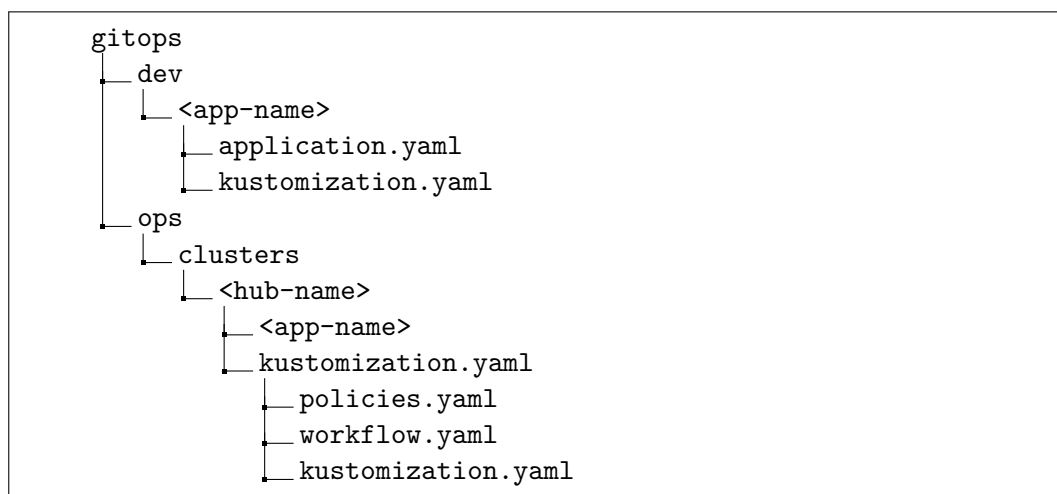 gitops
dev
<app-name>
application.yaml
kustomization.yaml
ops
clusters
<hub-name>
<app-name>
kustomization.yaml
policies.yaml
workflow.yaml
kustomization.yaml